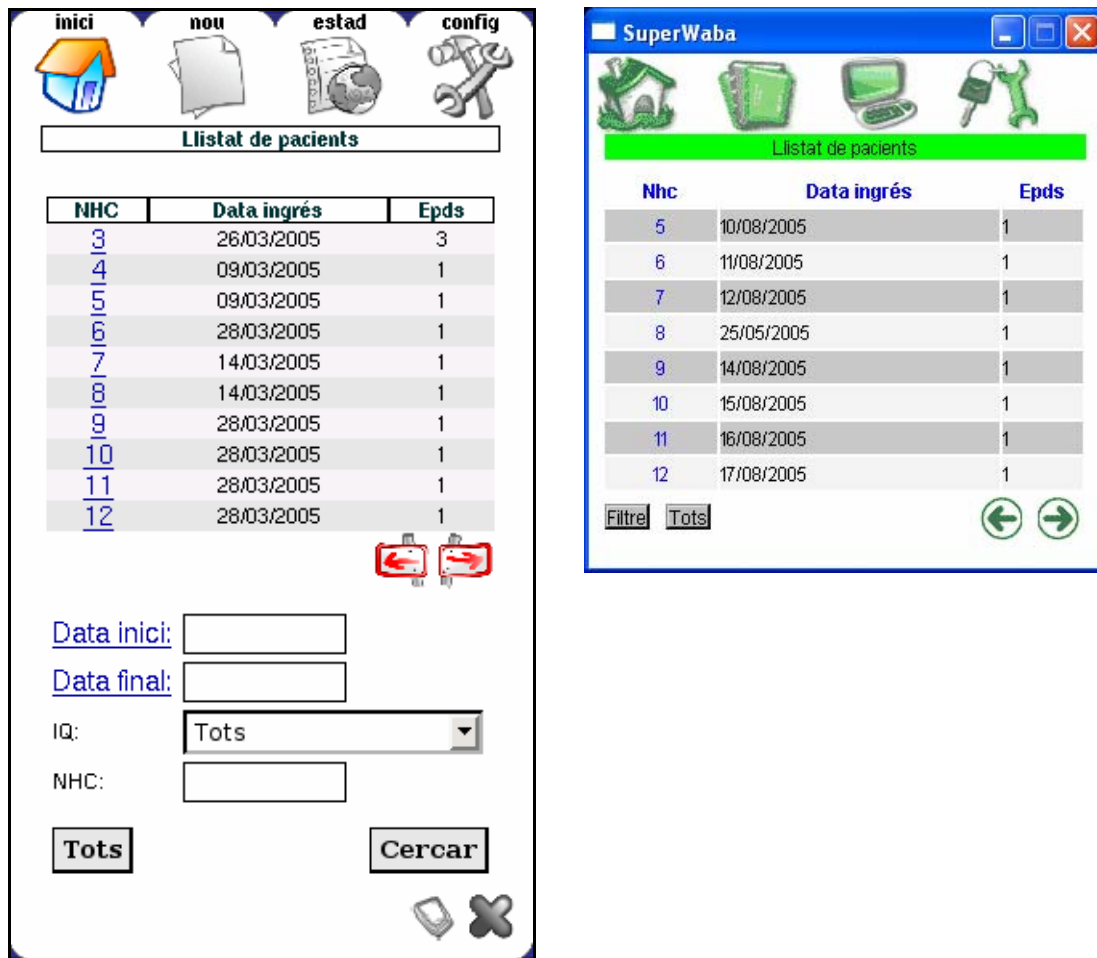 inici nou estad config
Llistat de pacients
NHC Data ingrés Epds
3 26/03/2005 3
4 09/03/2005 1
5 09/03/2005 1
6 28/03/2005 1
7 14/03/2005 1
8 14/03/2005 1
9 28/03/2005 1
10 28/03/2005 1
11 28/03/2005 1
12 28/03/2005 1
Data inici:
Data final:
IQ: Tots
NHC:
Tots Cercar
SuperWaba
Llistat de pacients
Nhc Data ingrés Epds
5 10/08/2005 1
6 11/08/2005 1
7 12/08/2005 1
8 25/05/2005 1
9 14/08/2005 1
10 15/08/2005 1
11 16/08/2005 1
12 17/08/2005 1
Filtre Tots